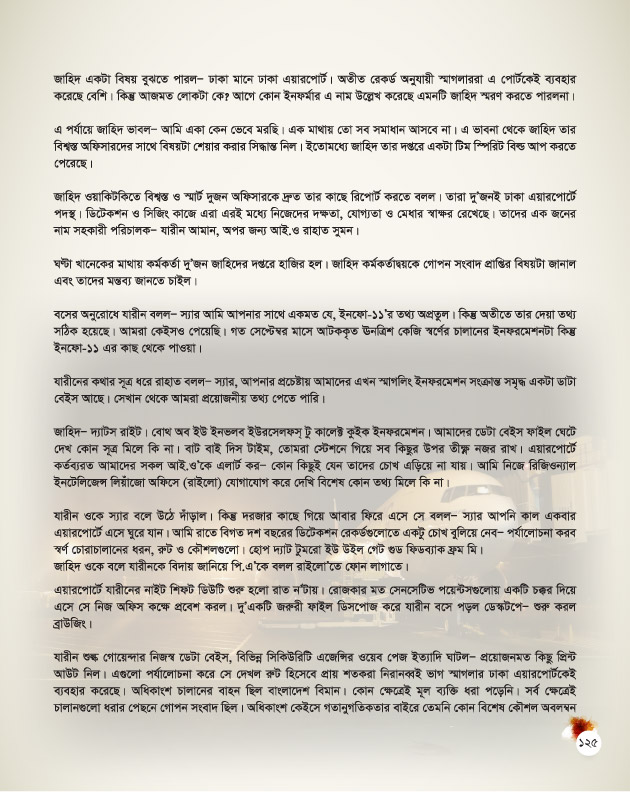 জাহিদ একটা বিষয় বুঝতে পারল– ঢাকা মানে ঢাকা এয়ারপোর্ট। অতীত রেকর্ড অনুযায়ী স্মাগলাররা এ পোর্টকেই ব্যবহার
করেছে বেশি। কিন্তু আজমত লোকটা কে? আগে কোন ইনফর্মার এ নাম উল্লেখ করেছে এমনটি জাহিদ স্মরণ করতে পারলনা।
এ পর্যায়ে জাহিদ ভাবল– আমি একা কেন ভেবে মরছি। এক মাথায় তো সব সমাধান আসবে না। এ ভাবনা থেকে জাহিদ তার
বিশ্বস্ত অফিসারদের সাথে বিষয়টা শেয়ার করার সিদ্ধান্ত নিল। ইতোমধ্যে জাহিদ তার দপ্তরে একটা টিম স্পিরিট বিল্ড আপ করতে
পেরেছে।
জাহিদ ওয়াকিটকিতে বিশ্বস্ত ও স্মার্ট দুজন অফিসারকে দ্রুত তার কাছে রিপোর্ট করতে বলল। তারা দু'জনই ঢাকা এয়ারপোর্টে
পদস্থ। ডিটেকশন ও সিজিং কাজে এরা এরই মধ্যে নিজেদের দক্ষতা, যোগ্যতা ও মেধার স্বাক্ষর রেখেছে। তাদের এক জনের
নাম সহকারী পরিচালক– যারীন আমান, অপর জন্য আই.ও রাহাত সুমন।
ঘণ্টা খানেকের মাথায় কর্মকর্তা দু'জন জাহিদের দপ্তরে হাজির হল। জাহিদ কর্মকর্তাদ্বয়কে গোপন সংবাদ প্রাপ্তির বিষয়টা জানাল
এবং তাদের মন্তব্য জানতে চাইল।
বসের অনুরোধে যারীন বলল– স্যার আমি আপনার সাথে একমত যে, ইনফো-১১'র তথ্য অপ্রতুল। কিন্তু অতীতে তার দেয়া তথ্য
সঠিক হয়েছে। আমরা কেইসও পেয়েছি। গত সেপ্টেম্বর মাসে আটককৃত ঊনত্রিশ কেজি স্বর্ণের চালানের ইনফরমেশনটা কিন্তু
ইনফো-১১ এর কাছ থেকে পাওয়া।
যারীনের কথার সূত্র ধরে রাহাত বলল– স্যার, আপনার প্রচেষ্টায় আমাদের এখন স্মাগলিং ইনফরমেশন সংক্রান্ত সমৃদ্ধ একটা ডাটা
বেইস আছে। সেখান থেকে আমরা প্রয়োজনীয় তথ্য পেতে পারি।
জাহিদ– দ্যাটস রাইট। বোথ অব ইউ ইনভলব ইউরসেলফস্ টু কালেক্ট কুইক ইনফরমেশন। আমাদের ডেটা বেইস ফাইল ঘেটে
দেখ কোন সূত্র মিলে কি না। বাট বাই দিস টাইম, তোমরা স্টেশনে গিয়ে সব কিছুর উপর তীক্ষ্ণ নজর রাখ। এয়ারপোর্টে
কর্তব্যরত আমাদের সকল আই.ও'কে এলার্ট কর– কোন কিছুই যেন তাদের চোখ এড়িয়ে না যায়। আমি নিজে রিজিওন্যাল
ইনটেলিজেন্স লিয়াঁজো অফিসে (রাইলো) যোগাযোগ করে দেখি বিশেষ কোন তথ্য মিলে কি না।
যারীন ওকে স্যার বলে উঠে দাঁড়াল। কিন্তু দরজার কাছে গিয়ে আবার ফিরে এসে সে বলল– স্যার আপনি কাল একবার
এয়ারপোর্টে এসে ঘুরে যান। আমি রাতে বিগত দশ বছরের ডিটেকশন রেকর্ডগুলোতে একটু চোখ বুলিয়ে নেব– পর্যালোচনা করব
স্বর্ণ চোরাচালানের ধরন, রুট ও কৌশলগুলো। হোপ দ্যাট টুমরো ইউ উইল গেট গুড ফিডব্যাক ফ্রম মি।
জাহিদ ওকে বলে যারীনকে বিদায় জানিয়ে পি.এ'কে বলল রাইলো'তে ফোন লাগাতে।
এয়ারপোর্টে যারীনের নাইট শিফট ডিউটি শুরু হলো রাত ন'টায়। রোজকার মত সেনসেটিভ পয়েন্টসগুলোয় একটি চক্কর দিয়ে
এসে সে নিজ অফিস কক্ষে প্রবেশ করল। দু'একটি জরুরী ফাইল ডিসপোজ করে যারীন বসে পড়ল ডেস্কটপে– শুরু করল
ব্রাউজিং।
যারীন শুল্ক গোয়েন্দার নিজস্ব ডেটা বেইস, বিভিন্ন সিকিউরিটি এজেন্সির ওয়েব পেজ ইত্যাদি ঘাটল– প্রয়োজনমত কিছু প্রিন্ট
আউট নিল। এগুলো পর্যালোচনা করে সে দেখল রুট হিসেবে প্রায় শতকরা নিরানব্বই ভাগ স্মাগলার ঢাকা এয়ারপোর্টকেই
ব্যবহার করেছে। অধিকাংশ চালানের বাহন ছিল বাংলাদেশ বিমান। কোন ক্ষেত্রেই মূল ব্যক্তি ধরা পড়েনি। সর্ব ক্ষেত্রেই
চালানগুলো ধরার পেছনে গোপন সংবাদ ছিল। অধিকাংশ কেইসে গতানুগতিকতার বাইরে তেমনি কোন বিশেষ কৌশল অবলম্বন
১২৫